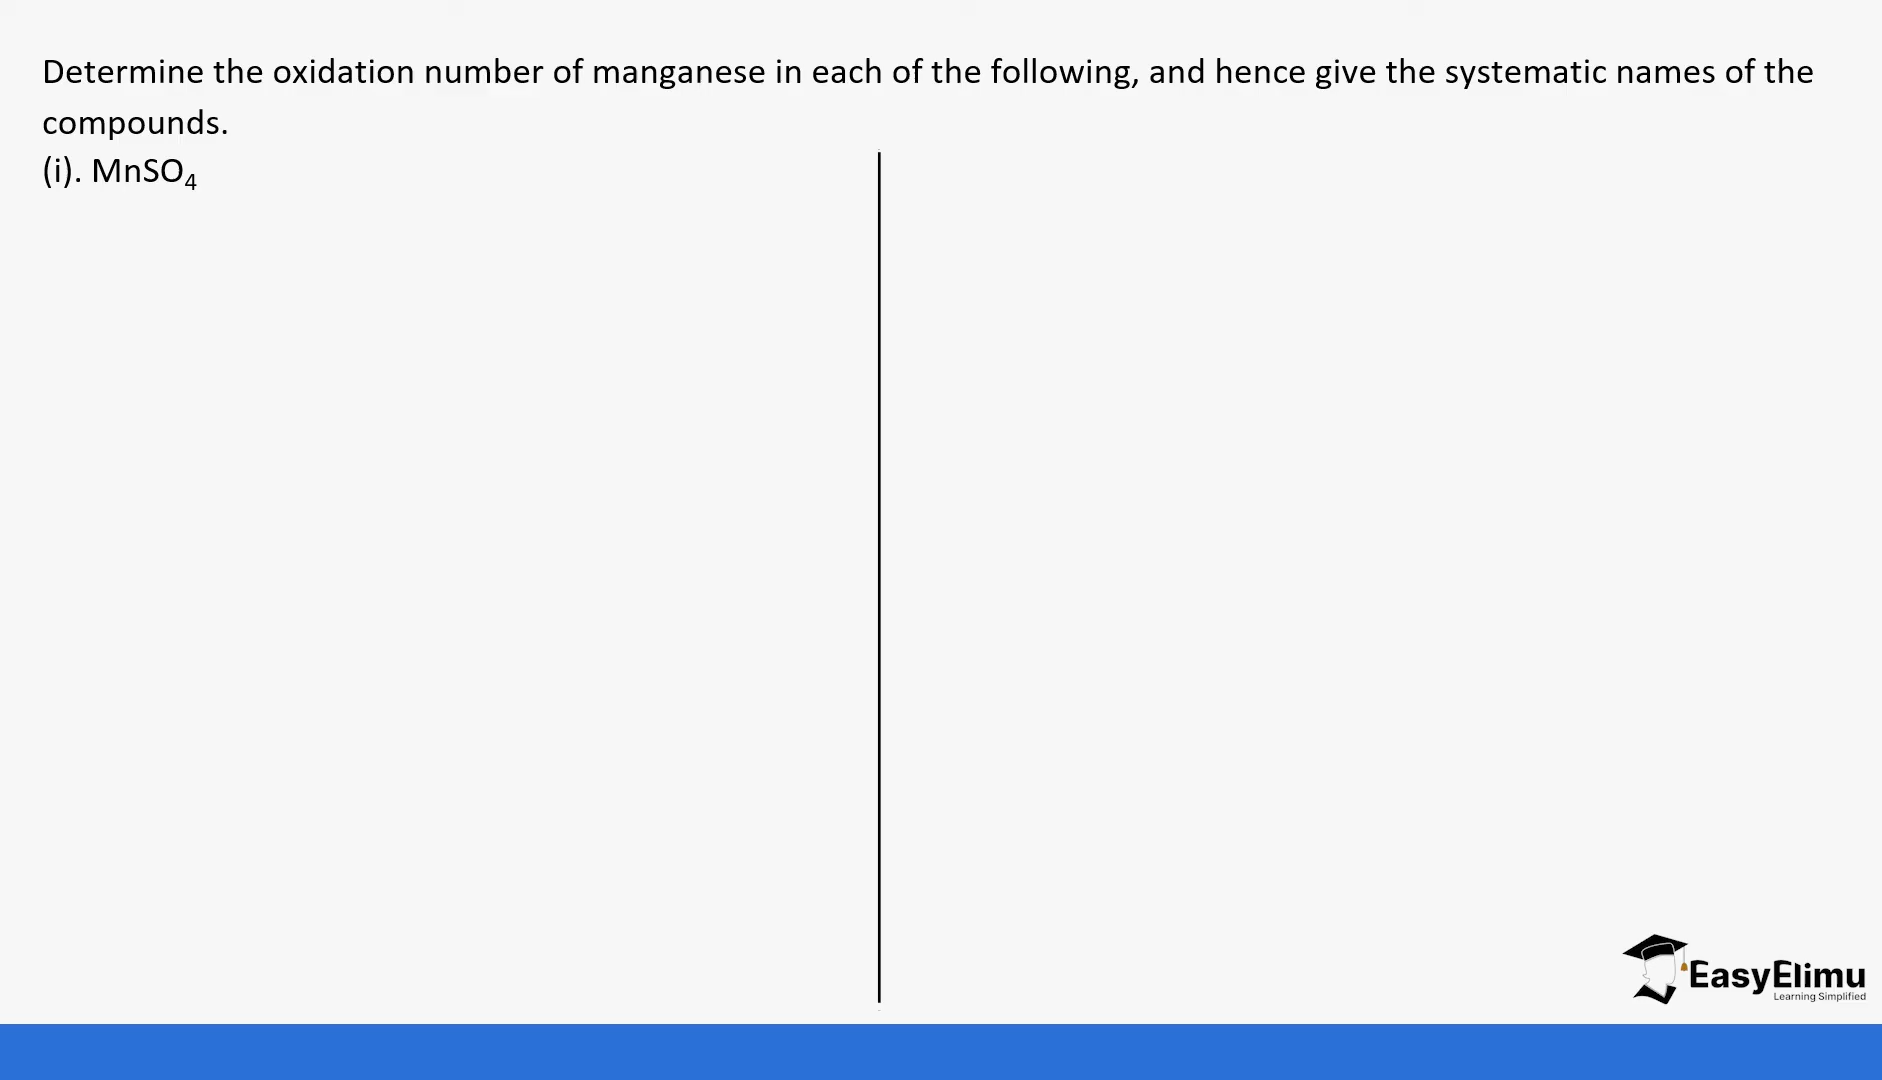 Determine the oxidation number of manganese in each of the following, and hence give the systematic names of the
compounds.
(i). MnSO₄
EasyElimu
Learning Simplified